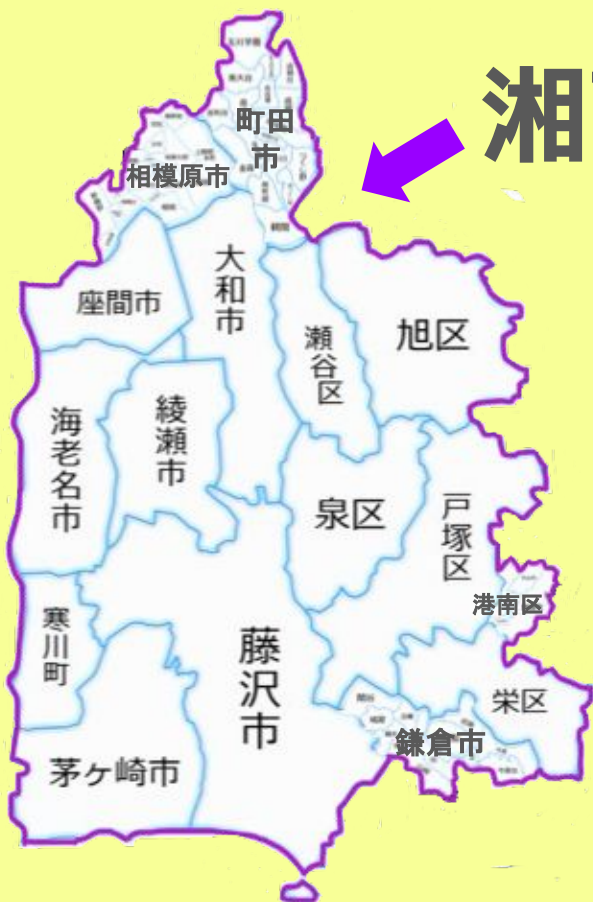 湘
町田
市
相模原市
大和市
座間市
瀬谷区
旭区
海老名市
綾瀬市
泉区
戸塚区
港南区
寒川町
藤沢市
栄区
鎌倉市
茅ヶ崎市